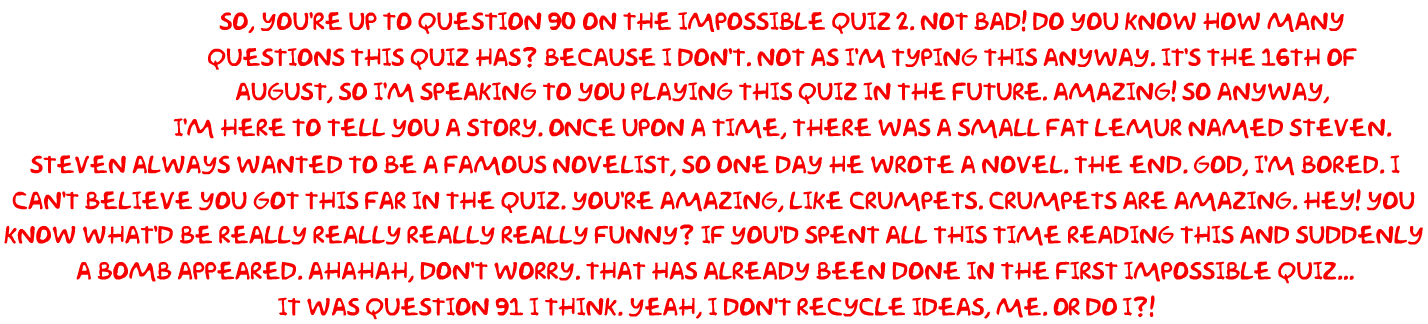 SO, YOU'RE UP TO QUESTION 90 ON THE IMPOSSIBLE QUIZ 2. NOT BAD! DO YOU KNOW HOW MANY
QUESTIONS THIS QUIZ HAS? BECAUSE I DON'T. NOT AS I'M TYPING THIS ANYWAY. IT'S THE 16TH OF
AUGUST, SO I'M SPEAKING TO YOU PLAYING THIS QUIZ IN THE FUTURE. AMAZING! SO ANYWAY,
I'M HERE TO TELL YOU A STORY. ONCE UPON A TIME, THERE WAS A SMALL FAT LEMUR NAMED STEVEN.
STEVEN ALWAYS WANTED TO BE A FAMOUS NOVELIST, SO ONE DAY HE WROTE A NOVEL. THE END. GOD, I'M BORED. I
CAN'T BELIEVE YOU GOT THIS FAR IN THE QUIZ. YOU'RE AMAZING, LIKE CRUMPETS. CRUMPETS ARE AMAZING. HEY! YOU
KNOW WHAT'D BE REALLY REALLY REALLY REALLY FUNNY? IF YOU'D SPENT ALL THIS TIME READING THIS AND SUDDENLY
A BOMB APPEARED. AHAHAH, DON'T WORRY. THAT HAS ALREADY BEEN DONE IN THE FIRST IMPOSSIBLE QUIZ...
IT WAS QUESTION 91 I THINK. YEAH, I DON'T RECYCLE IDEAS, ME. OR DO I?!